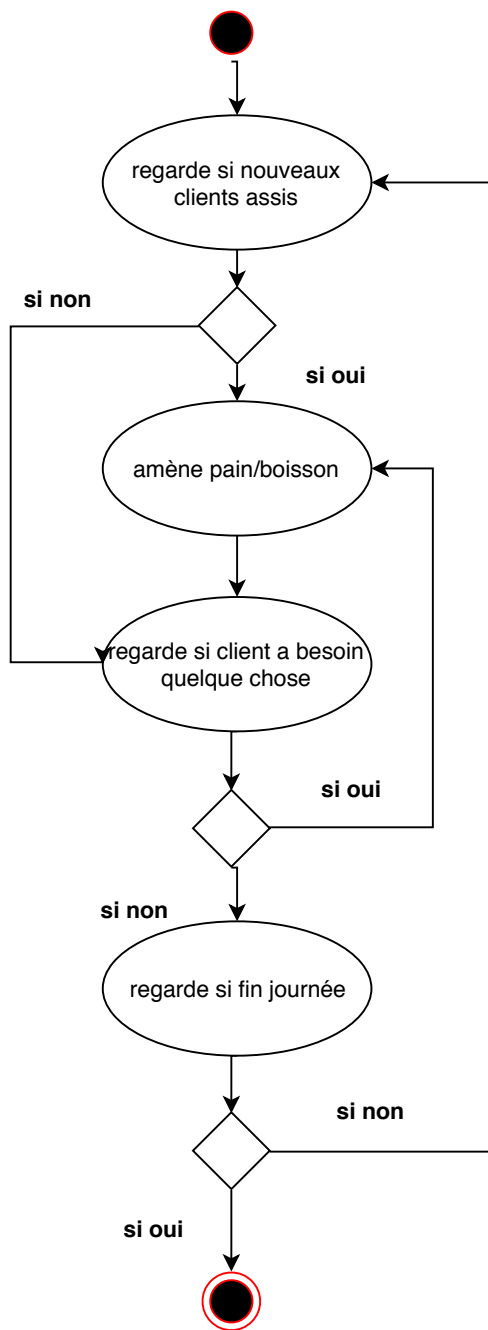 regarde si nouveaux
clients assis
si non
si oui
amène pain/boisson
regarde si client a besoin
quelque chose
si oui
si non
regarde si fin journée
si non
si oui